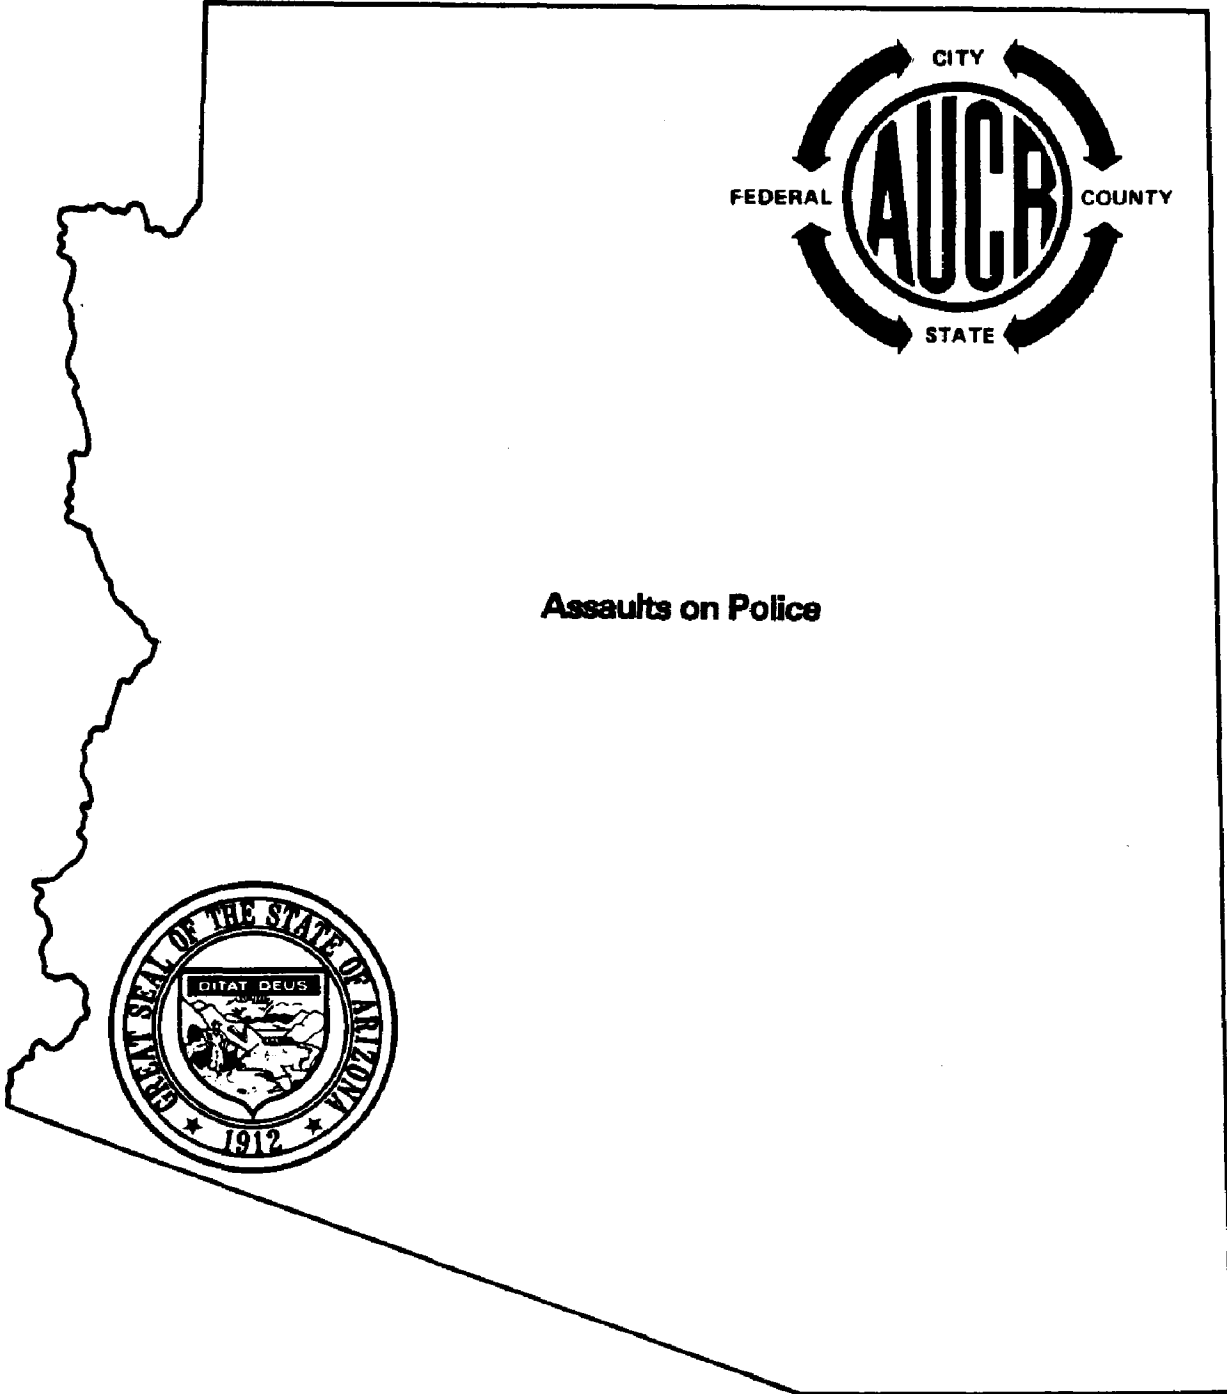 CITY
FEDERAL
AUCR
COUNTY
STATE
Assaults on Police
GREAT SEAL OF THE STATE OF ARIZONA
DITAT DEUS
1912